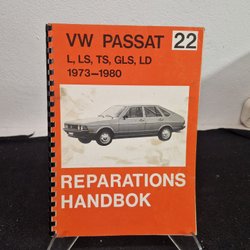 VW PASSAT 22
L, LS, TS, GLS, LD
1973–1980
REPARATIONS
HANDBOK